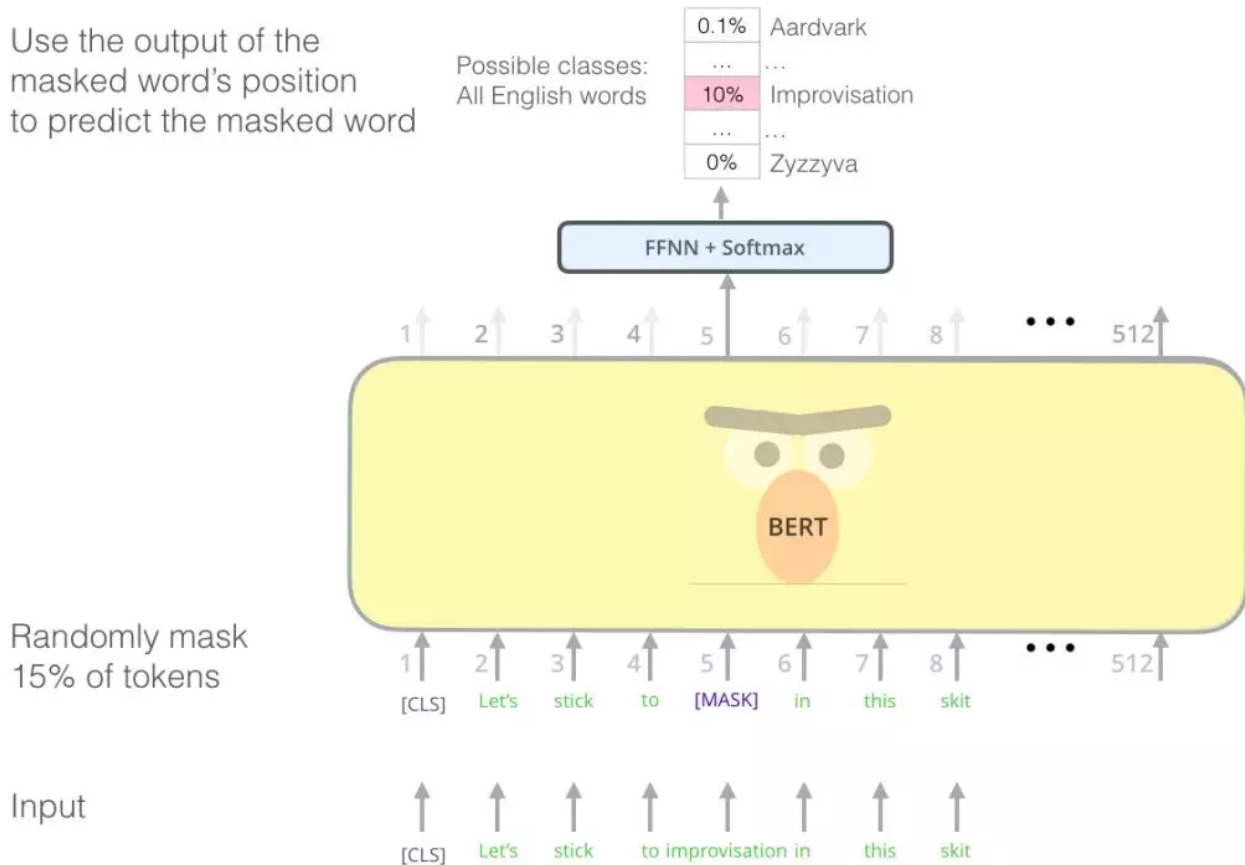 Use the output of the
masked word's position
to predict the masked word
Possible classes:
All English words
0.1% Aardvark
... ...
10% Improvisation
... ...
0% Zyzzyva
FFNN + Softmax
1 2 3 4 5 6 7 8 ... 512
BERT
Randomly mask
15% of tokens
1 2 3 4 5 6 7 8 ... 512
[CLS] Let's stick to [MASK] in this skit
Input
[CLS] Let's stick to improvisation in this skit